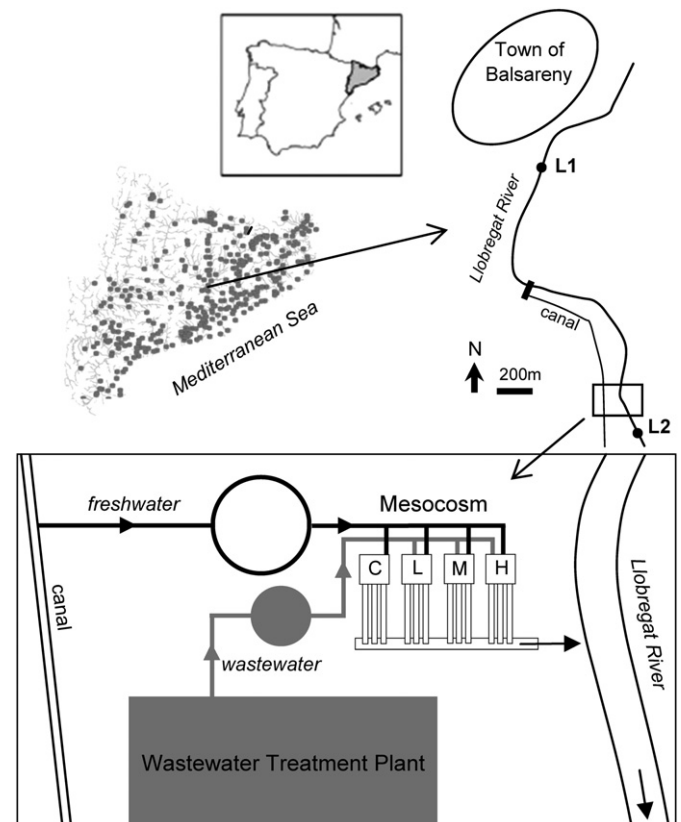 Town of
Balsareny
L1
Llobregat River
canal
Mediterranean Sea
N
200m
L2
freshwater
Mesocosm
C
L
M
H
canal
wastewater
Llobregat River
Wastewater Treatment Plant